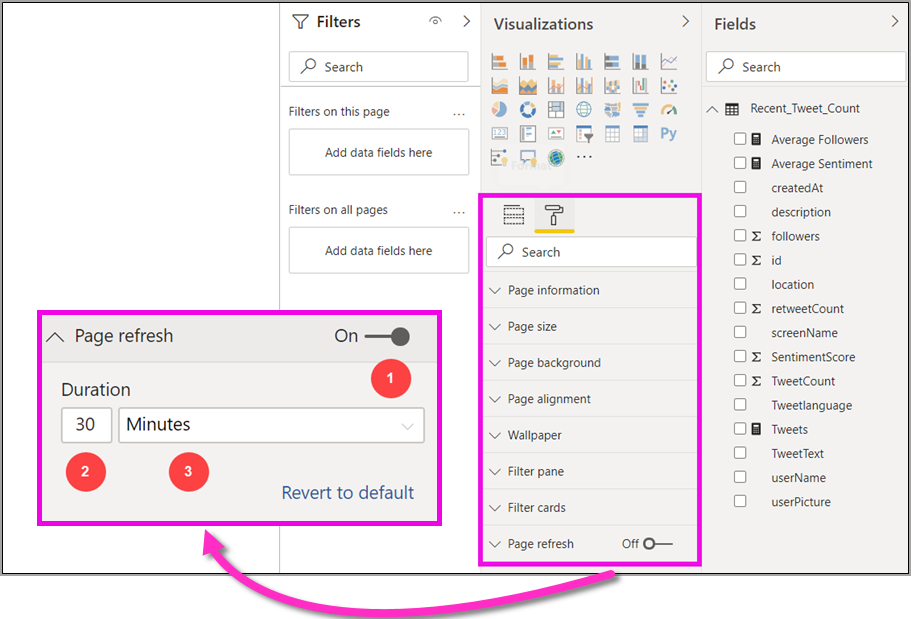 Filters
Search
Filters on this page
...
Add data fields here
Filters on all pages
...
Add data fields here
Page refresh
On
1
Duration
30
Minutes
2
3
Revert to default
Visualizations
123
Py
...
Search
Page information
Page size
Page background
Page alignment
Wallpaper
Filter pane
Filter cards
Page refresh
Off
Fields
Search
Recent_Tweet_Count
Average Followers
Average Sentiment
createdAt
description
Σ followers
Σ id
location
Σ retweetCount
screenName
Σ SentimentScore
Σ TweetCount
Tweetlanguage
Tweets
TweetText
userName
userPicture